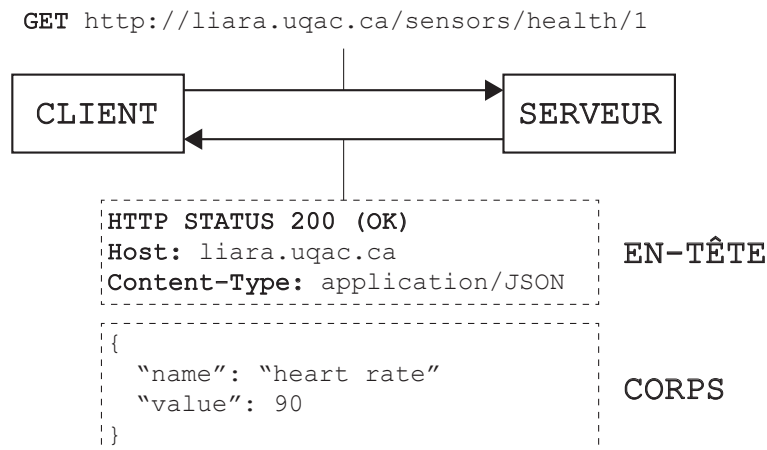 GET http://liara.uqac.ca/sensors/health/1
CLIENT
SERVEUR
HTTP STATUS 200 (OK)
Host: liara.uqac.ca
Content-Type: application/JSON
EN-TÊTE
{
“name”: “heart rate”
“value”: 90
}
CORPS